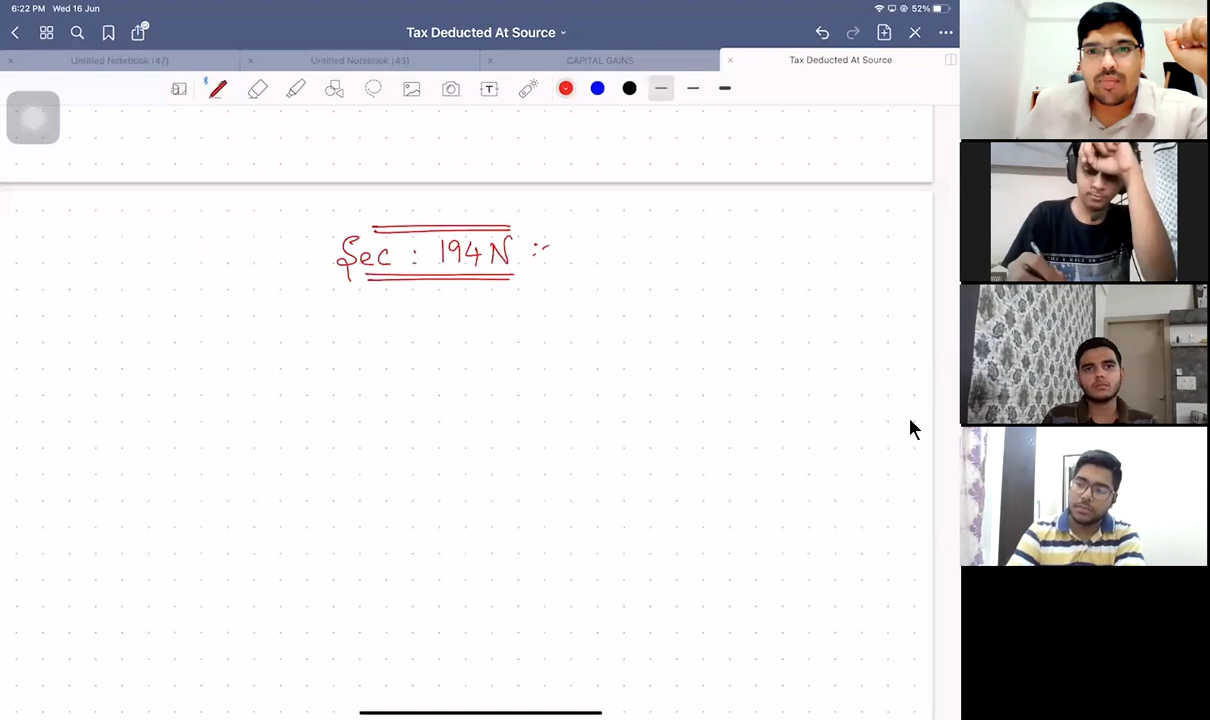 6:22 PM Wed 16 Jun
52%
Tax Deducted At Source
Untitled Notebook (47)
Untitled Notebook (43)
CAPITAL GAINS
Tax Deducted At Source
T
Sec : 194N :-